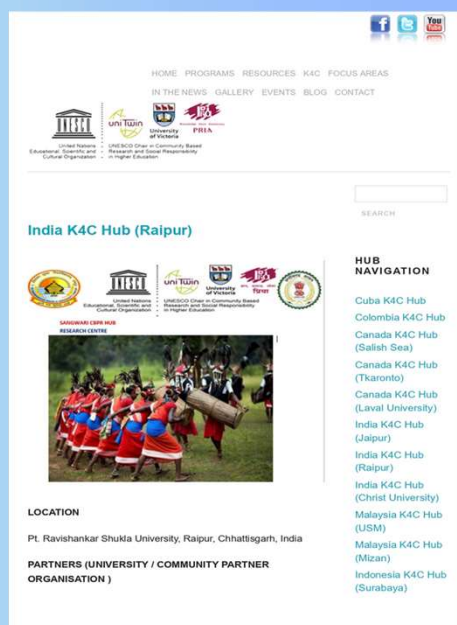 You Tube
HOME PROGRAMS RESOURCES K4C FOCUS AREAS
IN THE NEWS GALLERY EVENTS BLOG CONTACT
UNESCO
United Nations
Educational, Scientific and
Cultural Organization
uniTwin
University
of Victoria
PRIA
UNESCO Chair in Community Based
Research and Social Responsibility
in Higher Education
SEARCH
India K4C Hub (Raipur)
UNESCO
United Nations
Educational, Scientific and
Cultural Organization
uniTwin
University
of Victoria
UNESCO Chair in Community Based
Research and Social Responsibility
in Higher Education
SANGWARI CBPR HUB
RESEARCH CENTRE
LOCATION
Pt. Ravishankar Shukla University, Raipur, Chhattisgarh, India
PARTNERS (UNIVERSITY / COMMUNITY PARTNER
ORGANISATION )
HUB
NAVIGATION
Cuba K4C Hub
Colombia K4C Hub
Canada K4C Hub
(Salish Sea)
Canada K4C Hub
(Tkaronto)
Canada K4C Hub
(Laval University)
India K4C Hub
(Jaipur)
India K4C Hub
(Raipur)
India K4C Hub
(Christ University)
Malaysia K4C Hub
(USM)
Malaysia K4C Hub
(Mizan)
Indonesia K4C Hub
(Surabaya)